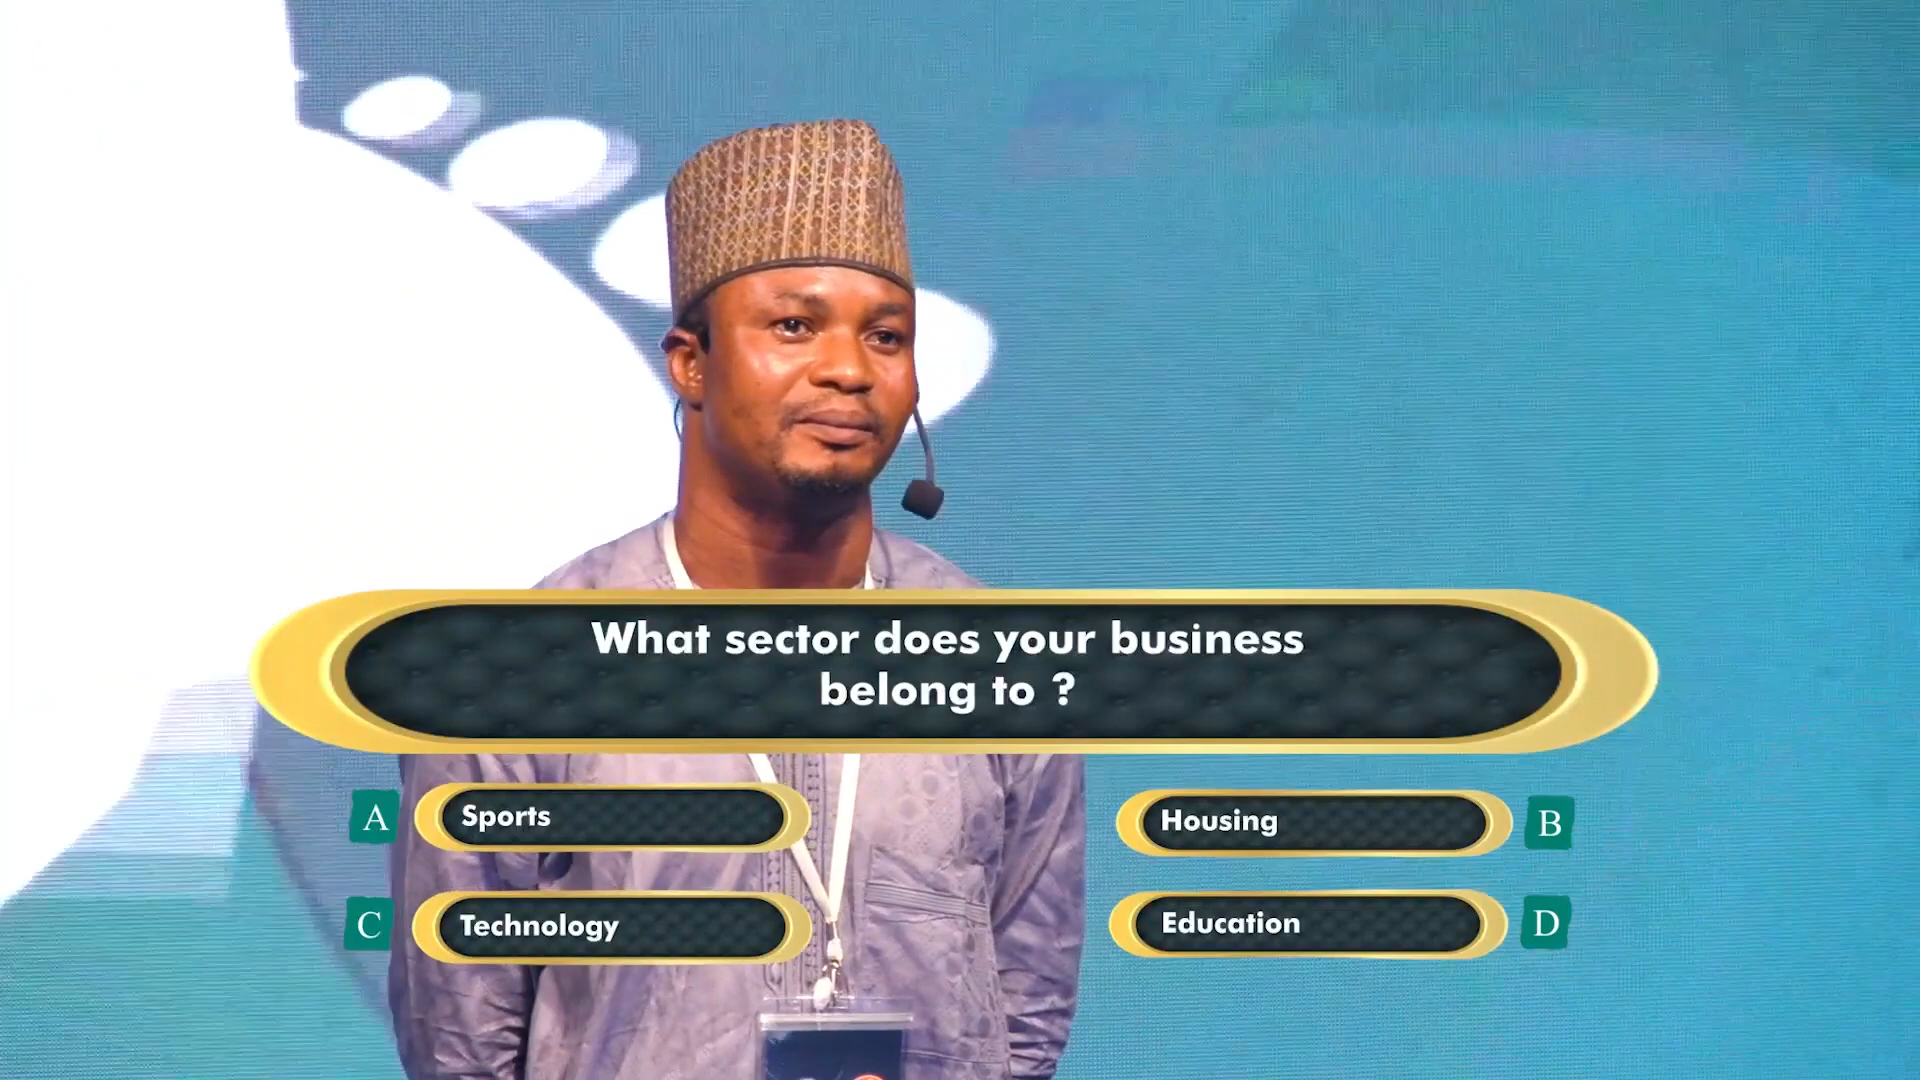 What sector does your business
belong to ?
A Sports
Housing B
C Technology
Education D